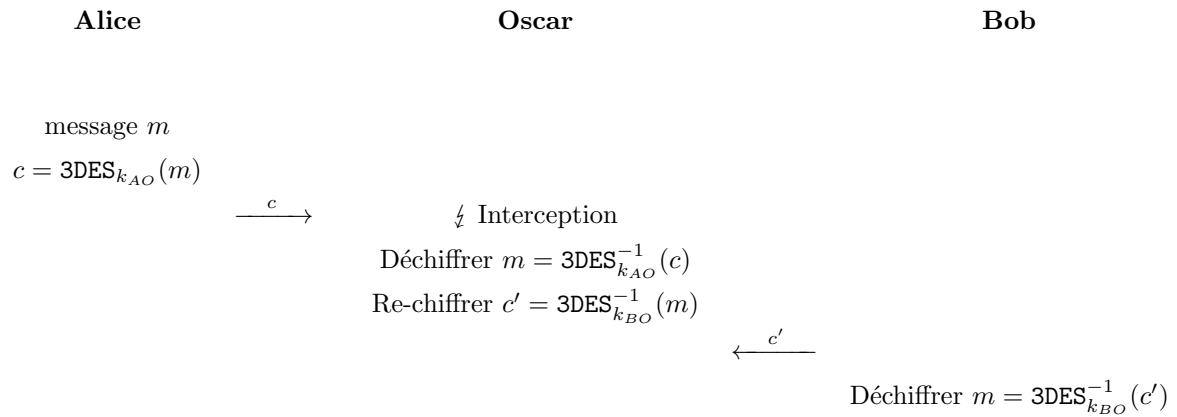 Alice Oscar Bob
message m
c = 3DES_{k_{AO}}(m)
c
⟶ ↯ Interception
Déchiffrer m = 3DES^{-1}_{k_{AO}}(c)
Re-chiffrer c′ = 3DES^{-1}_{k_{BO}}(m)
c′
⟵
Déchiffrer m = 3DES^{-1}_{k_{BO}}(c′)